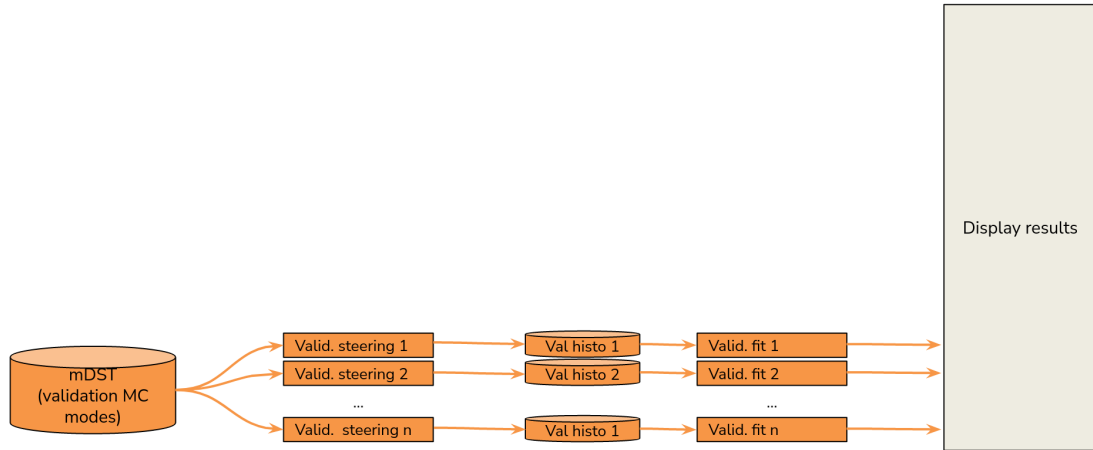 Display results
mDST
(validation MC
modes)
Valid. steering 1
Val histo 1
Valid. fit 1
Valid. steering 2
Val histo 2
Valid. fit 2
...
...
Valid.  steering n
Val histo 1
Valid. fit n